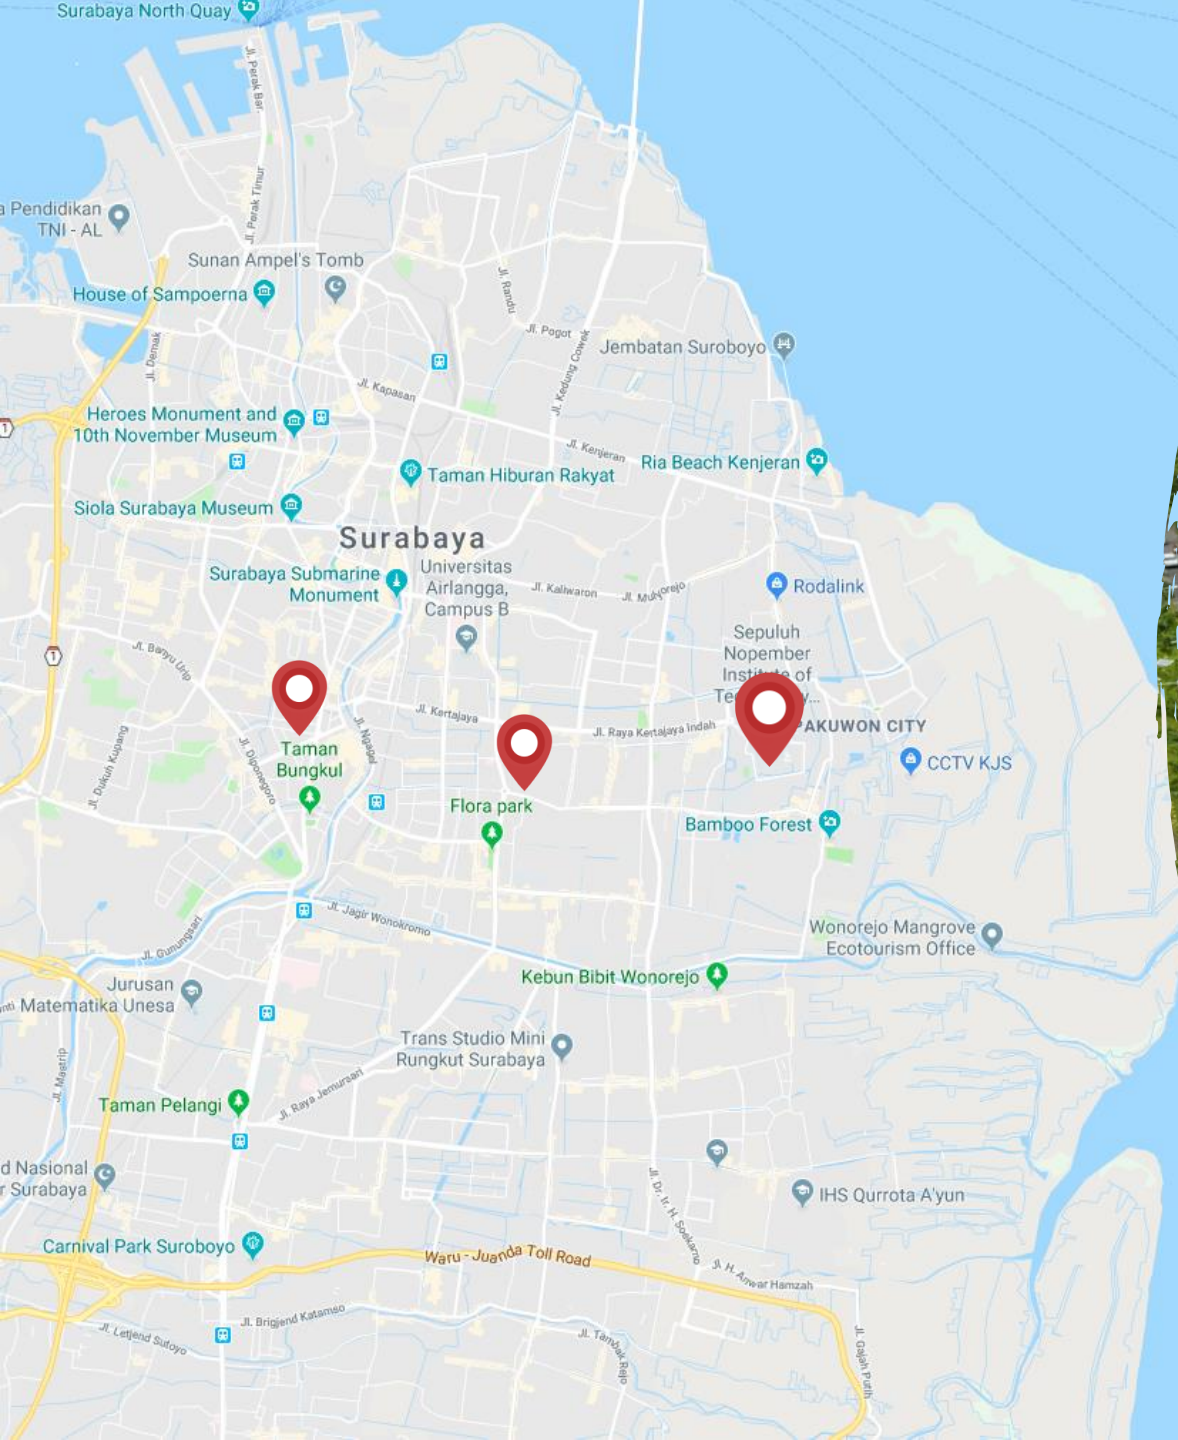 Surabaya North Quay
Jl. Perak Bar.
a Pendidikan
TNI - AL
Jl. Perak Timur
Sunan Ampel's Tomb
House of Sampoerna
Jl. Randu
Jl. Pogot
Jl. Demak
Jl. Kedung Cowek
Jembatan Suroboyo
Jl. Kapasan
1
Heroes Monument and
10th November Museum
Jl. Kenjeran
Ria Beach Kenjeran
Taman Hiburan Rakyat
Siola Surabaya Museum
Surabaya
Universitas
Airlangga,
Campus B
Surabaya Submarine
Monument
Jl. Kaliwaron
Jl. Mulyorejo
Rodalink
Sepuluh
Nopember
Institute of
1
Jl. Banyu Urip
Jl. Kertajaya
Jl. Raya Kertajaya Indah
PAKUWON CITY
Jl. Ngagel
Jl. Dukuh Kupang
Jl. Diponegoro
Taman
Bungkul
CCTV KJS
Flora park
Bamboo Forest
Jl. Jagir Wonokromo
Jl. Gunungsari
Wonorejo Mangrove
Ecotourism Office
Kebun Bibit Wonorejo
Jurusan
Matematika Unesa
Trans Studio Mini
Rungkut Surabaya
Jl. Mastrip
Jl. Raya Jemursari
Taman Pelangi
d Nasional
r Surabaya
IHS Qurrota A'yun
Jl. Dr. Ir. H. Soekarno
Carnival Park Suroboyo
Waru - Juanda Toll Road
Jl. H. Anwar Hamzah
Jl. Brigjend Katamso
Jl. Letjend Sutoyo
Jl. Tambak Rejo
Jl. Gajah Putih